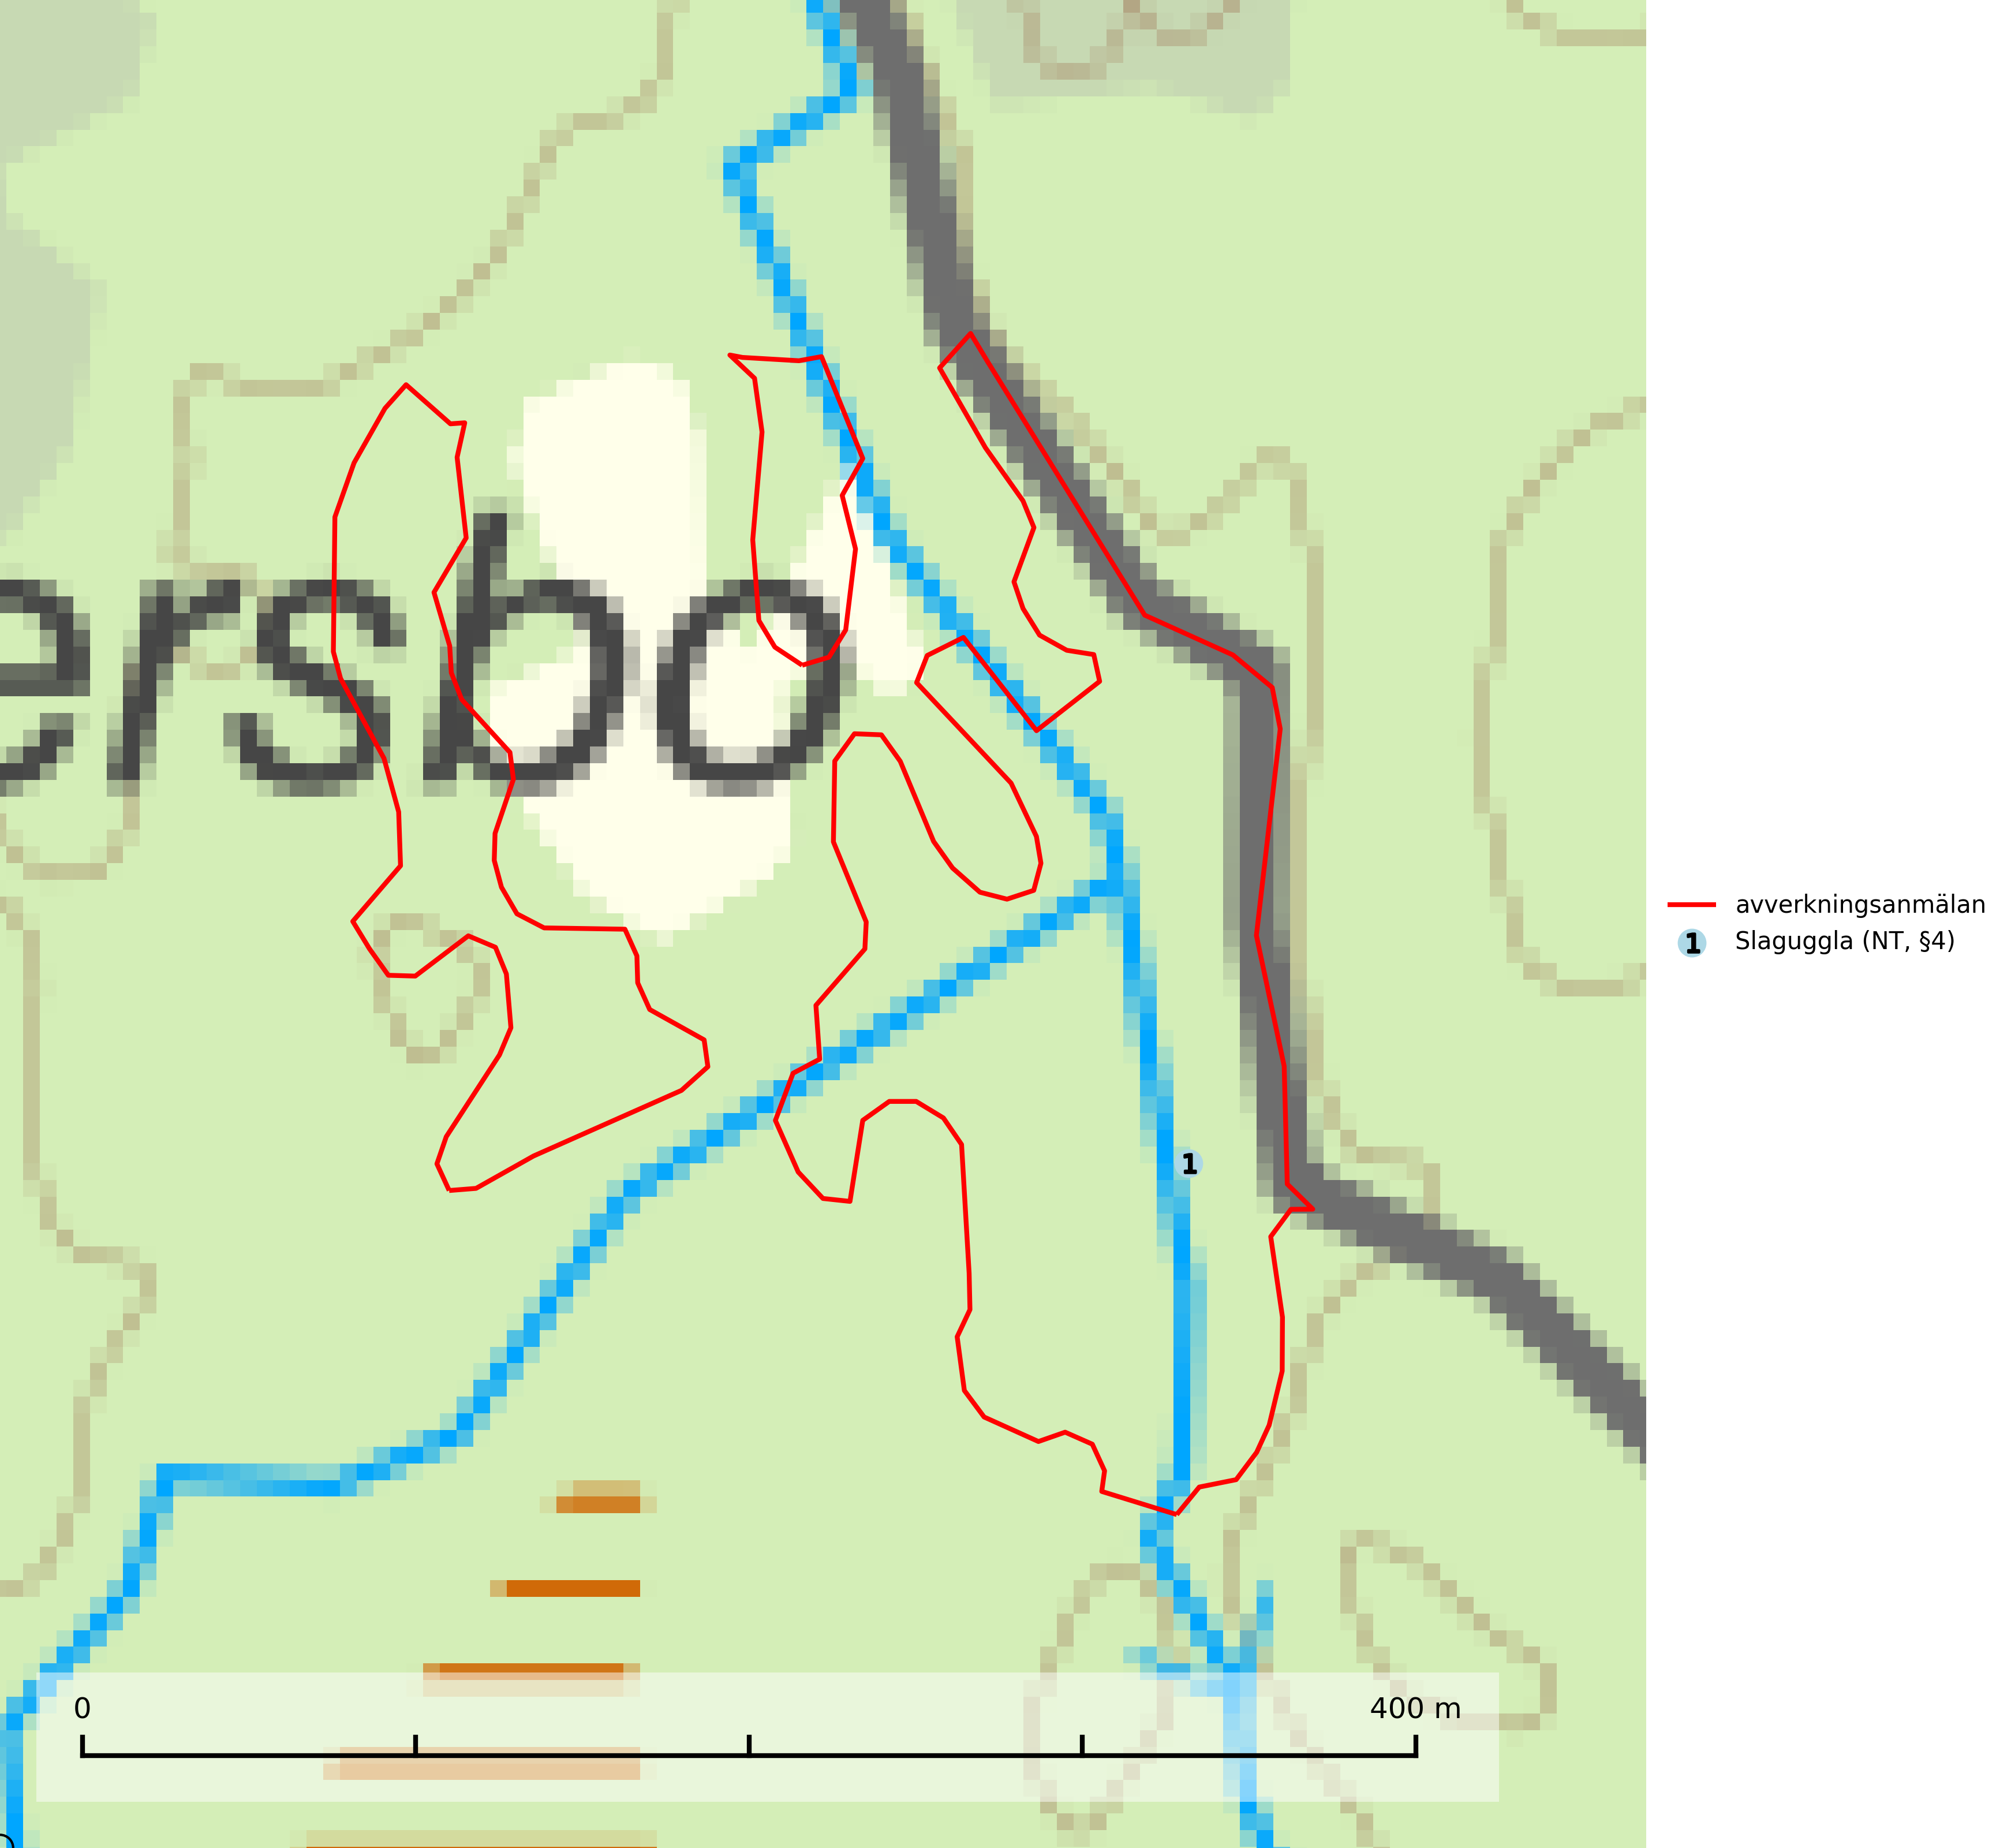 ersbo
avverkningsanmälan
1 Slaguggla (NT, §4)
1
0 400 m